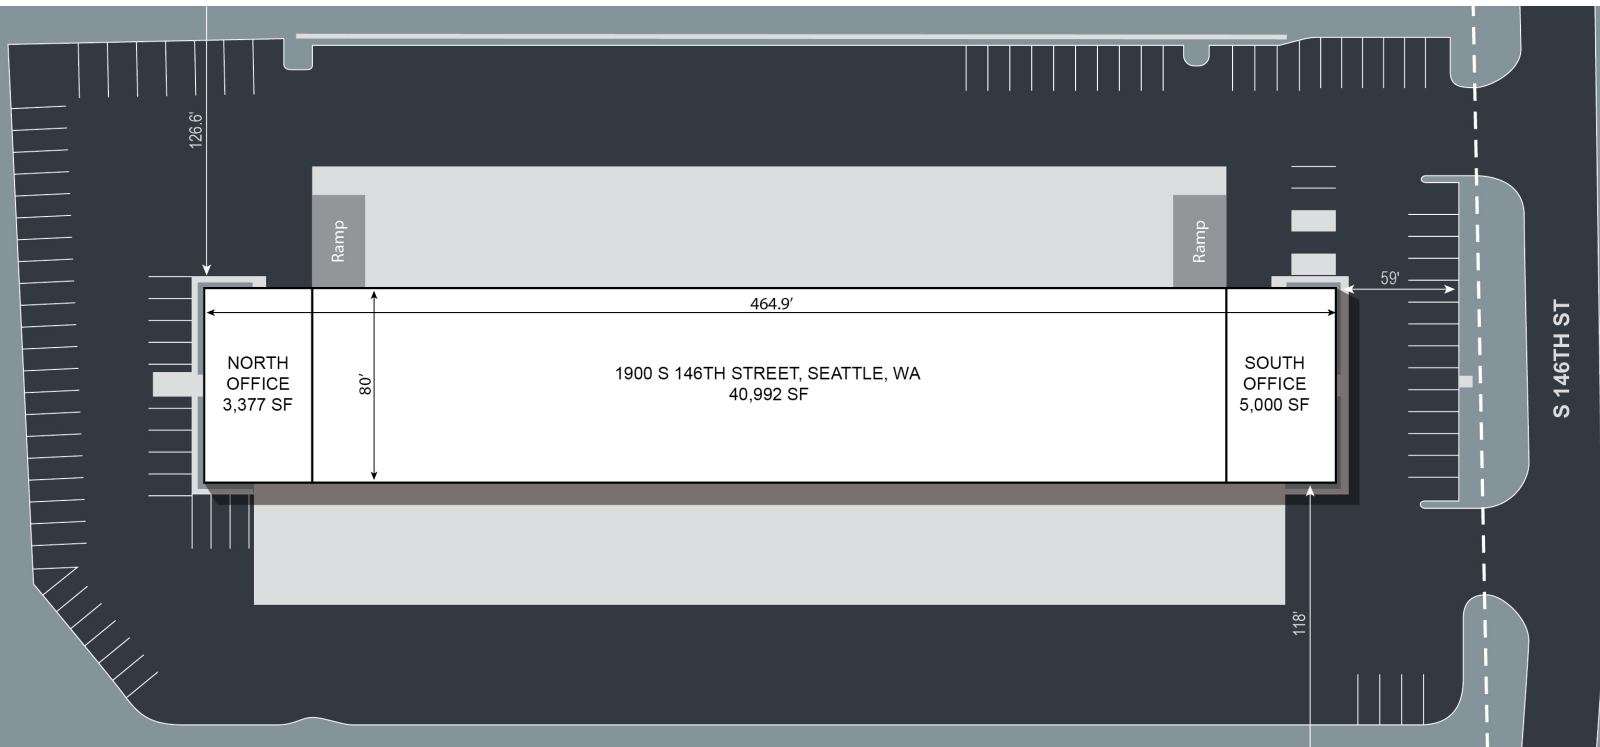 126.6'
Ramp
Ramp
59'
464.9'
80'
NORTH
OFFICE
3,377 SF
1900 S 146TH STREET, SEATTLE, WA
40,992 SF
SOUTH
OFFICE
5,000 SF
S 146TH ST
118'